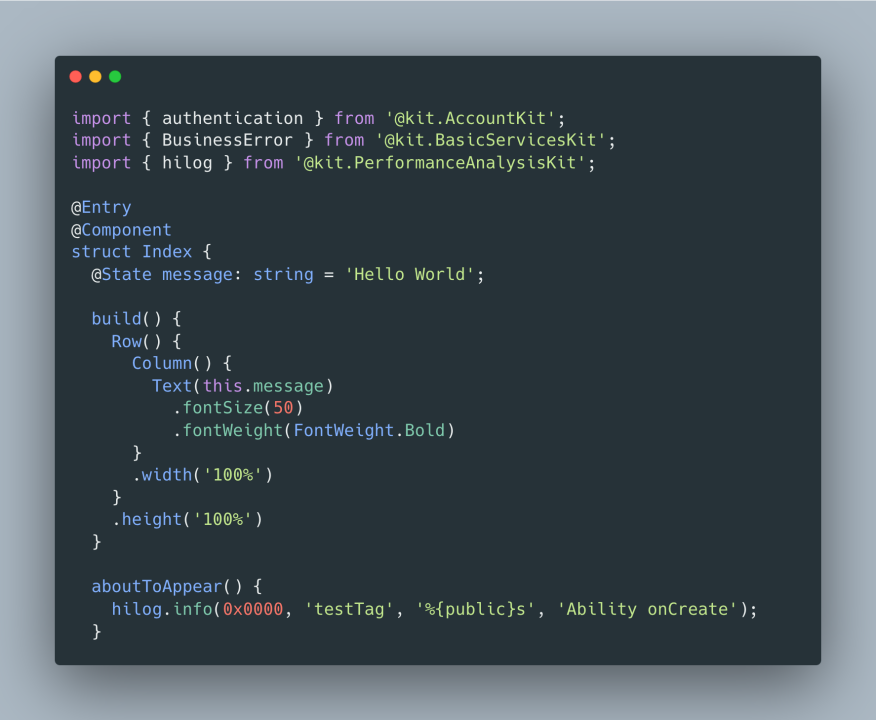 import { authentication } from '@kit.AccountKit';
import { BusinessError } from '@kit.BasicServicesKit';
import { hilog } from '@kit.PerformanceAnalysisKit';

@Entry
@Component
struct Index {
  @State message: string = 'Hello World';

  build() {
    Row() {
      Column() {
        Text(this.message)
          .fontSize(50)
          .fontWeight(FontWeight.Bold)
      }
      .width('100%')
    }
    .height('100%')
  }

  aboutToAppear() {
    hilog.info(0x0000, 'testTag', '%{public}s', 'Ability onCreate');
  }